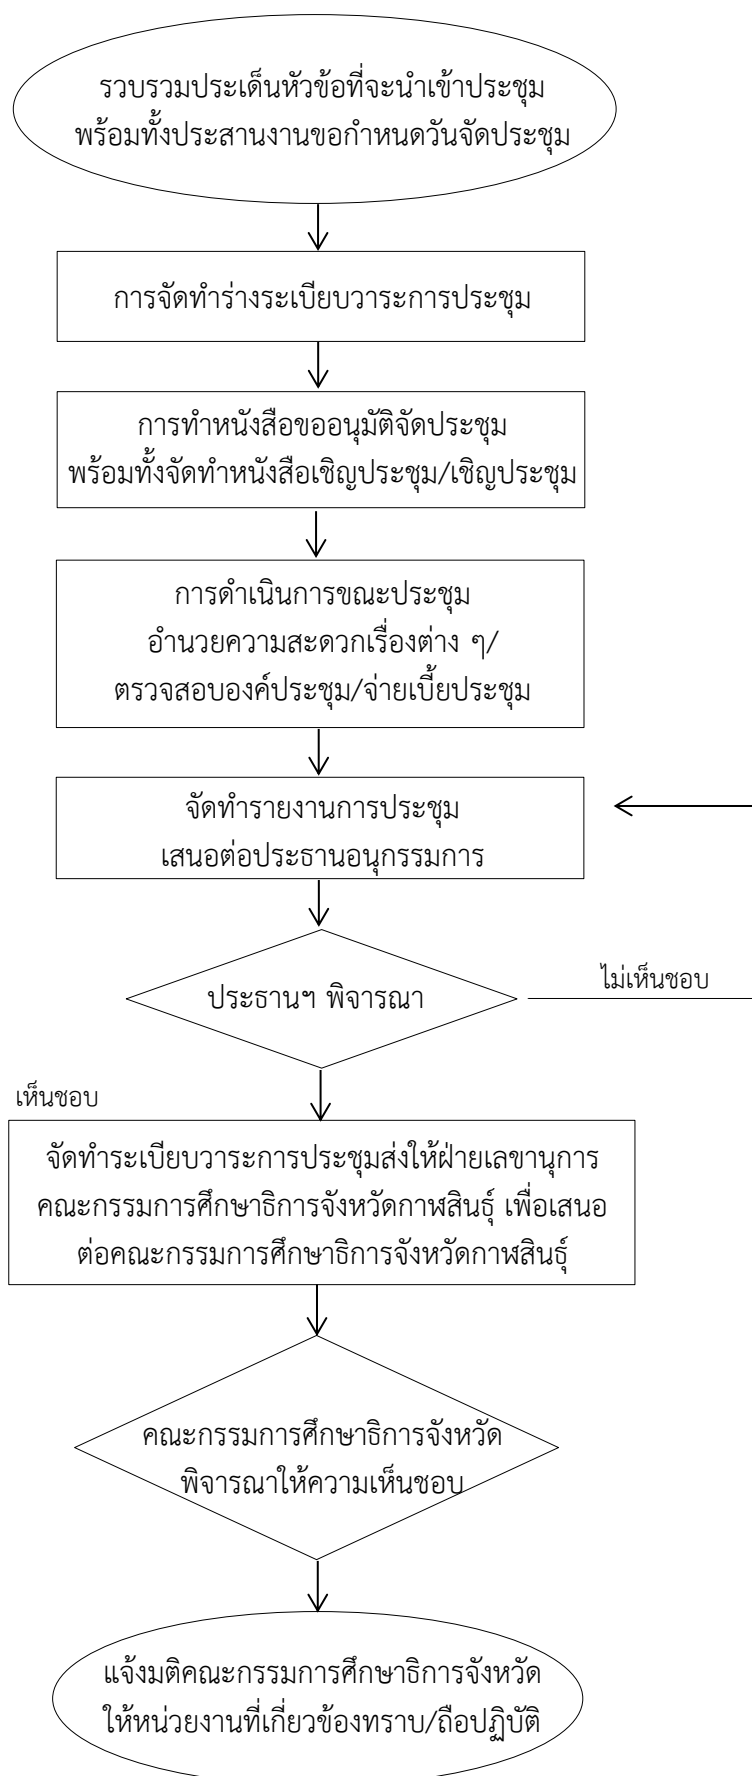 รวบรวมประเด็นหัวข้อที่จะนำเข้าประชุม
พร้อมทั้งประสานงานขอกำหนดวันจัดประชุม
การจัดทำร่างระเบียบวาระการประชุม
การทำหนังสือขออนุมัติจัดประชุม
พร้อมทั้งจัดทำหนังสือเชิญประชุม/เชิญประชุม
การดำเนินการขณะประชุม
อำนวยความสะดวกเรื่องต่าง ๆ/
ตรวจสอบองค์ประชุม/จ่ายเบี้ยประชุม
จัดทำรายงานการประชุม
เสนอต่อประธานอนุกรรมการ
ประธานฯ พิจารณา
ไม่เห็นชอบ
เห็นชอบ
จัดทำระเบียบวาระการประชุมส่งให้ฝ่ายเลขานุการ
คณะกรรมการศึกษาธิการจังหวัดกาฬสินธุ์ เพื่อเสนอ
ต่อคณะกรรมการศึกษาธิการจังหวัดกาฬสินธุ์
คณะกรรมการศึกษาธิการจังหวัด
พิจารณาให้ความเห็นชอบ
แจ้งมติคณะกรรมการศึกษาธิการจังหวัด
ให้หน่วยงานที่เกี่ยวข้องทราบ/ถือปฏิบัติ